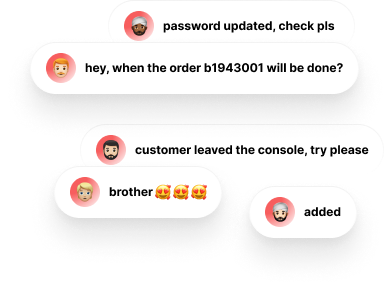 password updated, check pls
hey, when the order b1943001 will be done?
customer leaved the console, try please
brother 🥰🥰🥰
added